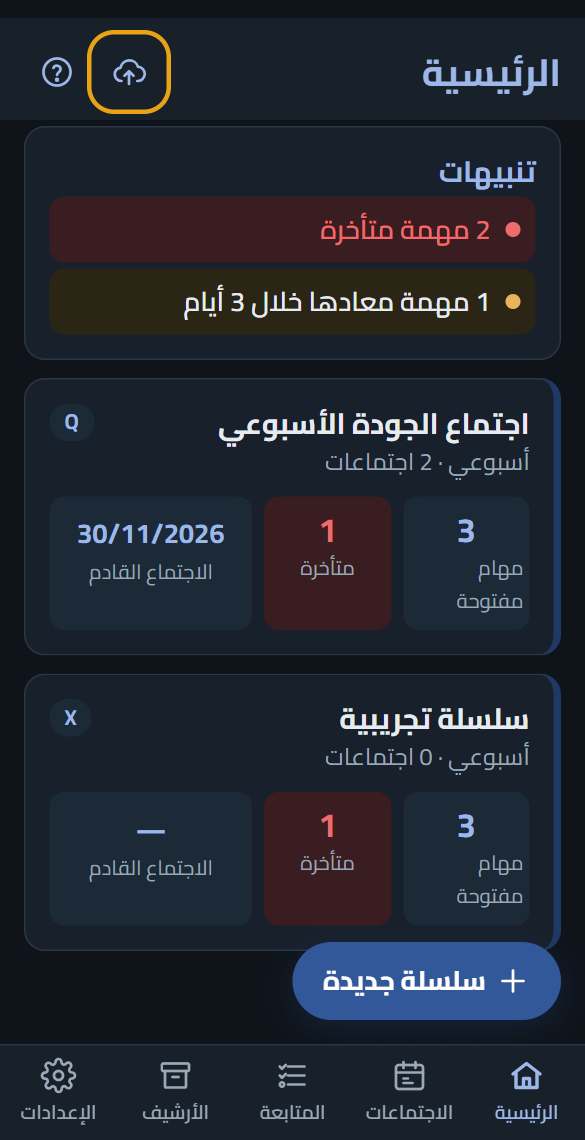 الرئيسية
تنبيهات
2 مهمة متأخرة
1 مهمة معادها خلال 3 أيام
اجتماع الجودة الأسبوعي
Q
أسبوعي · 2 اجتماعات
3
مهام
مفتوحة
1
متأخرة
30/11/2026
الاجتماع القادم
سلسلة تجريبية
X
أسبوعي · 0 اجتماعات
3
مهام
مفتوحة
1
متأخرة
—
الاجتماع القادم
سلسلة جديدة
الرئيسية
الاجتماعات
المتابعة
الأرشيف
الإعدادات